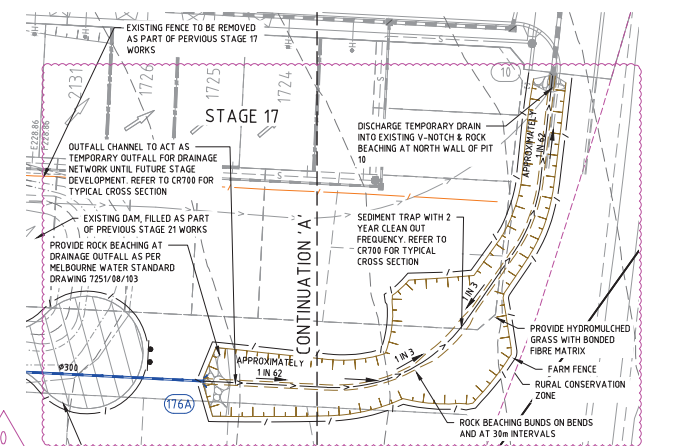 EXISTING FENCE TO BE REMOVED
AS PART OF PERVIOUS STAGE 17
WORKS
2131
1726
1725
1724
10
STAGE 17
E228.86
F228.86
DISCHARGE TEMPORARY DRAIN
INTO EXISTING V-NOTCH & ROCK
BEACHING AT NORTH WALL OF PIT
10
APPROXIMATELY
1 IN 62
OUTFALL CHANNEL TO ACT AS
TEMPORARY OUTFALL FOR DRAINAGE
NETWORK UNTIL FUTURE STAGE
DEVELOPMENT. REFER TO CR700 FOR
TYPICAL CROSS SECTION
EXISTING DAM, FILLED AS PART
OF PREVIOUS STAGE 21 WORKS
PROVIDE ROCK BEACHING AT
DRAINAGE OUTFALL AS PER
MELBOURNE WATER STANDARD
DRAWING 7251/08/103
CONTINUATION 'A'
SEDIMENT TRAP WITH 2
YEAR CLEAN OUT
FREQUENCY. REFER TO
CR700 FOR TYPICAL
CROSS SECTION
1 IN 3
PROVIDE HYDROMULCHED
GRASS WITH BONDED
FIBRE MATRIX
FARM FENCE
RURAL CONSERVATION
ZONE
APPROXIMATELY
1 IN 62
1 IN 3
Ø300
176A
ROCK BEACHING BUNDS ON BENDS
AND AT 30m INTERVALS